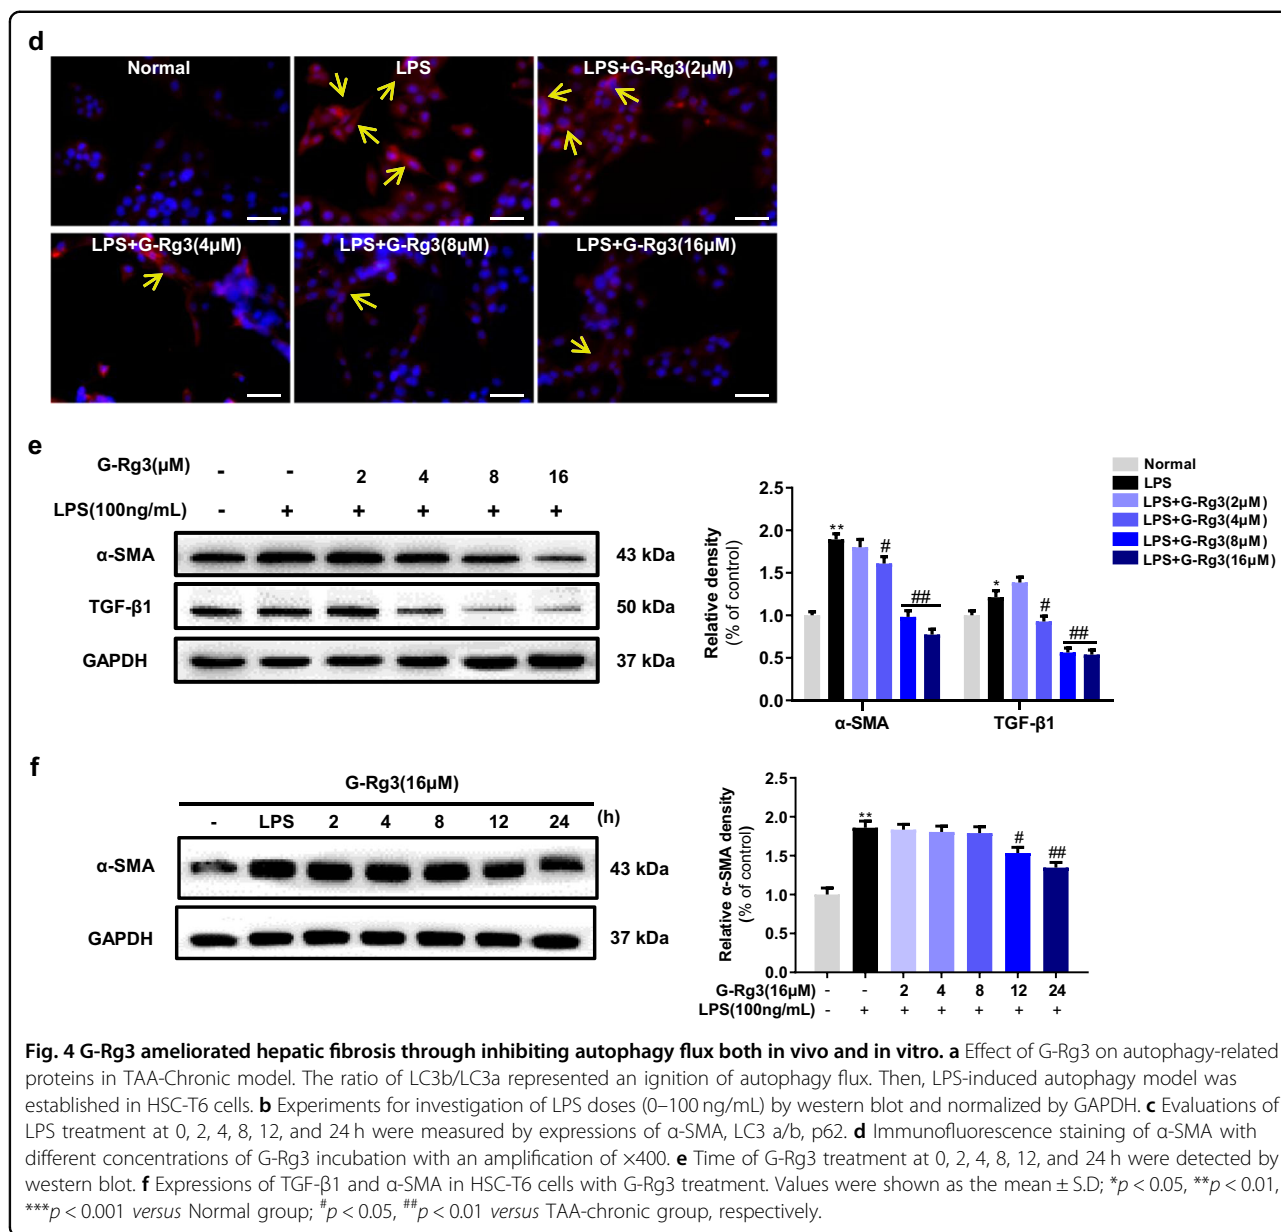 d
Normal
LPS
LPS+G-Rg3(2μM)
LPS+G-Rg3(4μM)
LPS+G-Rg3(8μM)
LPS+G-Rg3(16μM)
e
G-Rg3(μM) - - 2 4 8 16
LPS(100ng/mL) - + + + + +
α-SMA 43 kDa
TGF-β1 50 kDa
GAPDH 37 kDa
Normal
LPS
LPS+G-Rg3(2μM)
LPS+G-Rg3(4μM)
LPS+G-Rg3(8μM)
LPS+G-Rg3(16μM)
Relative density
(% of control)
2.5
2.0
1.5
1.0
0.5
0.0
** # ##
* # ##
α-SMA TGF-β1
f
G-Rg3(16μM)
- LPS 2 4 8 12 24 (h)
α-SMA 43 kDa
GAPDH 37 kDa
Relative α-SMA density
(% of control)
2.5
2.0
1.5
1.0
0.5
0.0
** # ##
G-Rg3(16μM) - - 2 4 8 12 24
LPS(100ng/mL) - + + + + + +
Fig. 4 G-Rg3 ameliorated hepatic fibrosis through inhibiting autophagy flux both in vivo and in vitro. a Effect of G-Rg3 on autophagy-related
proteins in TAA-Chronic model. The ratio of LC3b/LC3a represented an ignition of autophagy flux. Then, LPS-induced autophagy model was
established in HSC-T6 cells. b Experiments for investigation of LPS doses (0–100 ng/mL) by western blot and normalized by GAPDH. c Evaluations of
LPS treatment at 0, 2, 4, 8, 12, and 24 h were measured by expressions of α-SMA, LC3 a/b, p62. d Immunofluorescence staining of α-SMA with
different concentrations of G-Rg3 incubation with an amplification of ×400. e Time of G-Rg3 treatment at 0, 2, 4, 8, 12, and 24 h were detected by
western blot. f Expressions of TGF-β1 and α-SMA in HSC-T6 cells with G-Rg3 treatment. Values were shown as the mean ± S.D; *p < 0.05, **p < 0.01,
***p < 0.001 versus Normal group; #p < 0.05, ##p < 0.01 versus TAA-chronic group, respectively.